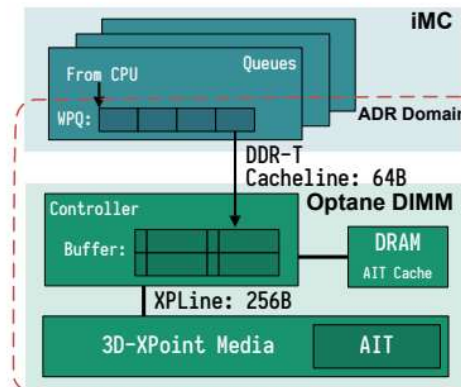 iMC
Queues
From CPU
ADR Domain
WPQ:
DDR-T
Cacheline: 64B
Optane DIMM
Controller
Buffer:
DRAM
AIT Cache
XPLine: 256B
3D-XPoint Media
AIT